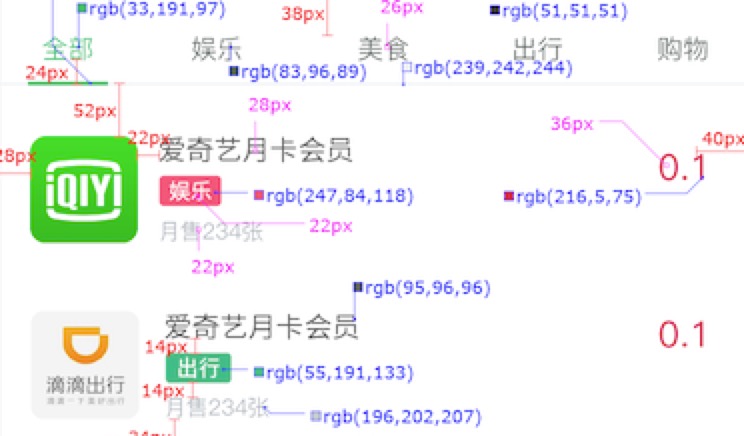 rgb(33,191,97)
38px
26px
rgb(51,51,51)
全部
娱乐
美食
出行
购物
24px
rgb(83,96,89)
rgb(239,242,244)
52px
28px
36px
40px
22px
28px
爱奇艺月卡会员
0.1
iQIYI
娱乐
rgb(247,84,118)
rgb(216,5,75)
月售234张
22px
22px
rgb(95,96,96)
爱奇艺月卡会员
0.1
14px
出行
rgb(55,191,133)
滴滴出行
滴滴一下美好出行
14px
月售234张
rgb(196,202,207)